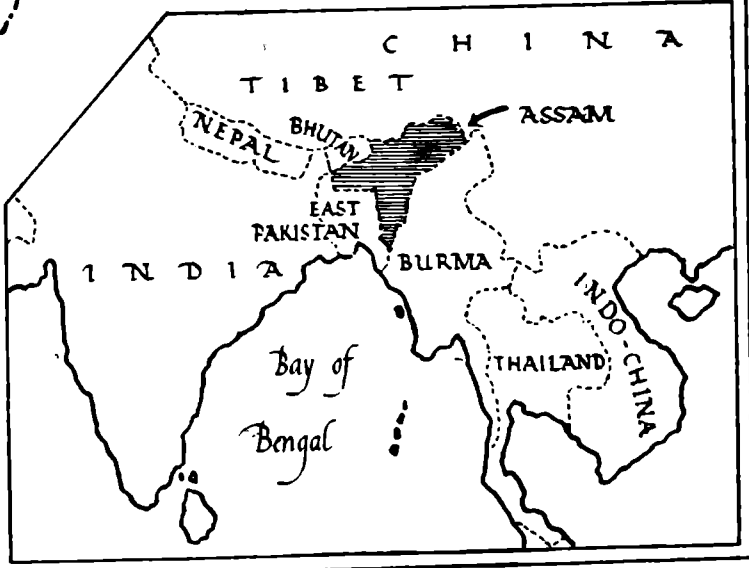 CHINA
TIBET
ASSAM
NEPAL
BHUTAN
EAST
PAKISTAN
INDIA
BURMA
INDO-CHINA
THAILAND
Bay of
Bengal